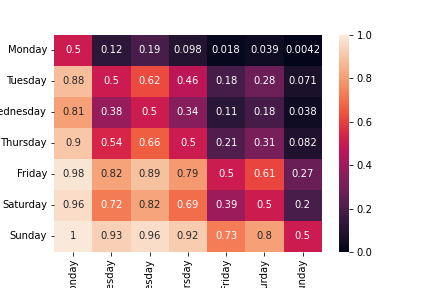 Monday 0.5 0.12 0.19 0.098 0.018 0.039 0.0042
Tuesday 0.88 0.5 0.62 0.46 0.18 0.28 0.071
ednesday 0.81 0.38 0.5 0.34 0.11 0.18 0.038
Thursday 0.9 0.54 0.66 0.5 0.21 0.31 0.082
Friday 0.98 0.82 0.89 0.79 0.5 0.61 0.27
Saturday 0.96 0.72 0.82 0.69 0.39 0.5 0.2
Sunday 1 0.93 0.96 0.92 0.73 0.8 0.5
onday esday esday rsday Friday urday unday
1.0
0.8
0.6
0.4
0.2
0.0